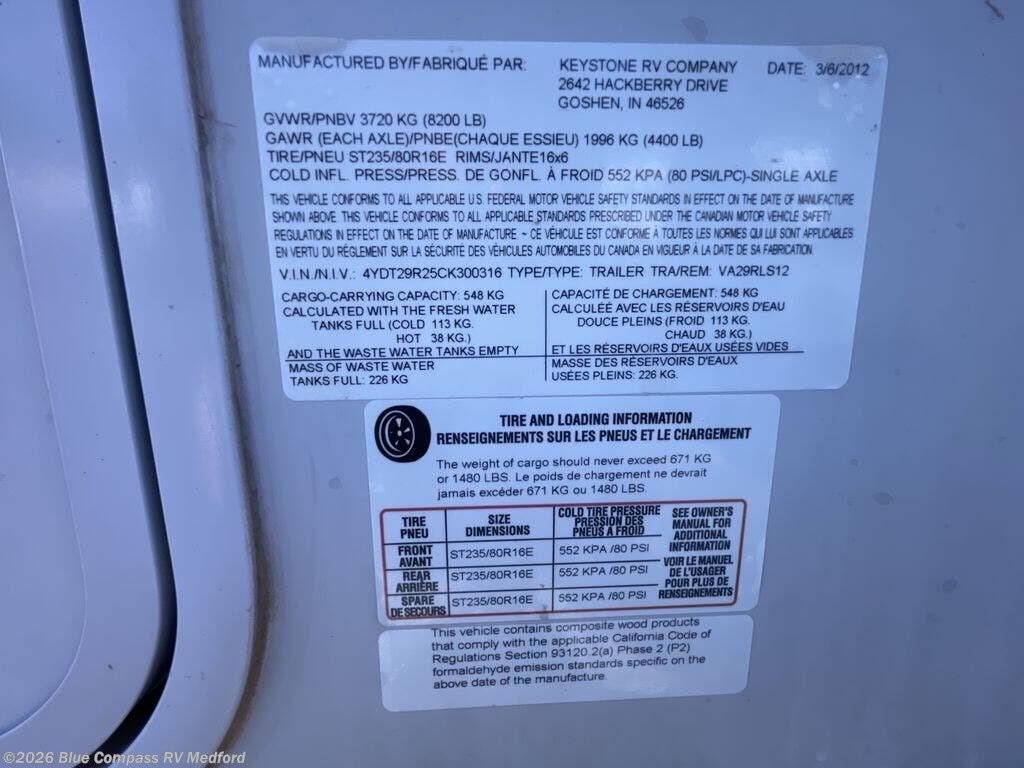 MANUFACTURED BY/FABRIQUÉ PAR: KEYSTONE RV COMPANY DATE: 3/6/2012
2642 HACKBERRY DRIVE
GOSHEN, IN 46526
GVWR/PNBV 3720 KG (8200 LB)
GAWR (EACH AXLE)/PNBE(CHAQUE ESSIEU) 1996 KG (4400 LB)
TIRE/PNEU ST235/80R16E RIMS/JANTE16x6
COLD INFL. PRESS/PRESS. DE GONFL. À FROID 552 KPA (80 PSI/LPC)-SINGLE AXLE
THIS VEHICLE CONFORMS TO ALL APPLICABLE U.S. FEDERAL MOTOR VEHICLE SAFETY STANDARDS IN EFFECT ON THE DATE OF MANUFACTURE
SHOWN ABOVE. THIS VEHICLE CONFORMS TO ALL APPLICABLE STANDARDS PRESCRIBED UNDER THE CANADIAN MOTOR VEHICLE SAFETY
REGULATIONS IN EFFECT ON THE DATE OF MANUFACTURE ~ CE VÉHICULE EST CONFORME À TOUTES LES NORMES QUI LUI SONT APPLICABLES
EN VERTU DU RÈGLEMENT SUR LA SÉCURITÉ DES VÉHICULES AUTOMOBILES DU CANADA EN VIGUEUR À LA DATE DE SA FABRICATION.
V.I.N./N.I.V.: 4YDT29R25CK300316 TYPE/TYPE: TRAILER TRA/REM: VA29RLS12
CARGO-CARRYING CAPACITY: 548 KG
CALCULATED WITH THE FRESH WATER
TANKS FULL (COLD 113 KG.
HOT 38 KG.)
AND THE WASTE WATER TANKS EMPTY
MASS OF WASTE WATER
TANKS FULL: 226 KG
CAPACITÉ DE CHARGEMENT: 548 KG
CALCULÉE AVEC LES RÉSERVOIRS D'EAU
DOUCE PLEINS (FROID 113 KG.
CHAUD 38 KG.)
ET LES RÉSERVOIRS D'EAUX USÉES VIDES
MASSE DES RÉSERVOIRS D'EAUX
USÉES PLEINS: 226 KG.
TIRE AND LOADING INFORMATION
RENSEIGNEMENTS SUR LES PNEUS ET LE CHARGEMENT
The weight of cargo should never exceed 671 KG
or 1480 LBS. Le poids de chargement ne devrait
jamais excéder 671 KG ou 1480 LBS.
TIRE
PNEU
SIZE
DIMENSIONS
COLD TIRE PRESSURE
PRESSION DES
PNEUS A FROID
FRONT
AVANT
ST235/80R16E
552 KPA /80 PSI
REAR
ARRIÈRE
ST235/80R16E
552 KPA /80 PSI
SPARE
DE SECOURS
ST235/80R16E
552 KPA /80 PSI
SEE OWNER'S
MANUAL FOR
ADDITIONAL
INFORMATION
VOIR LE MANUEL
DE L'USAGER
POUR PLUS DE
RENSEIGNEMENTS
This vehicle contains composite wood products
that comply with the applicable California Code of
Regulations Section 93120.2(a) Phase 2 (P2)
formaldehyde emission standards specific on the
above date of the manufacture.
©2026 Blue Compass RV Medford